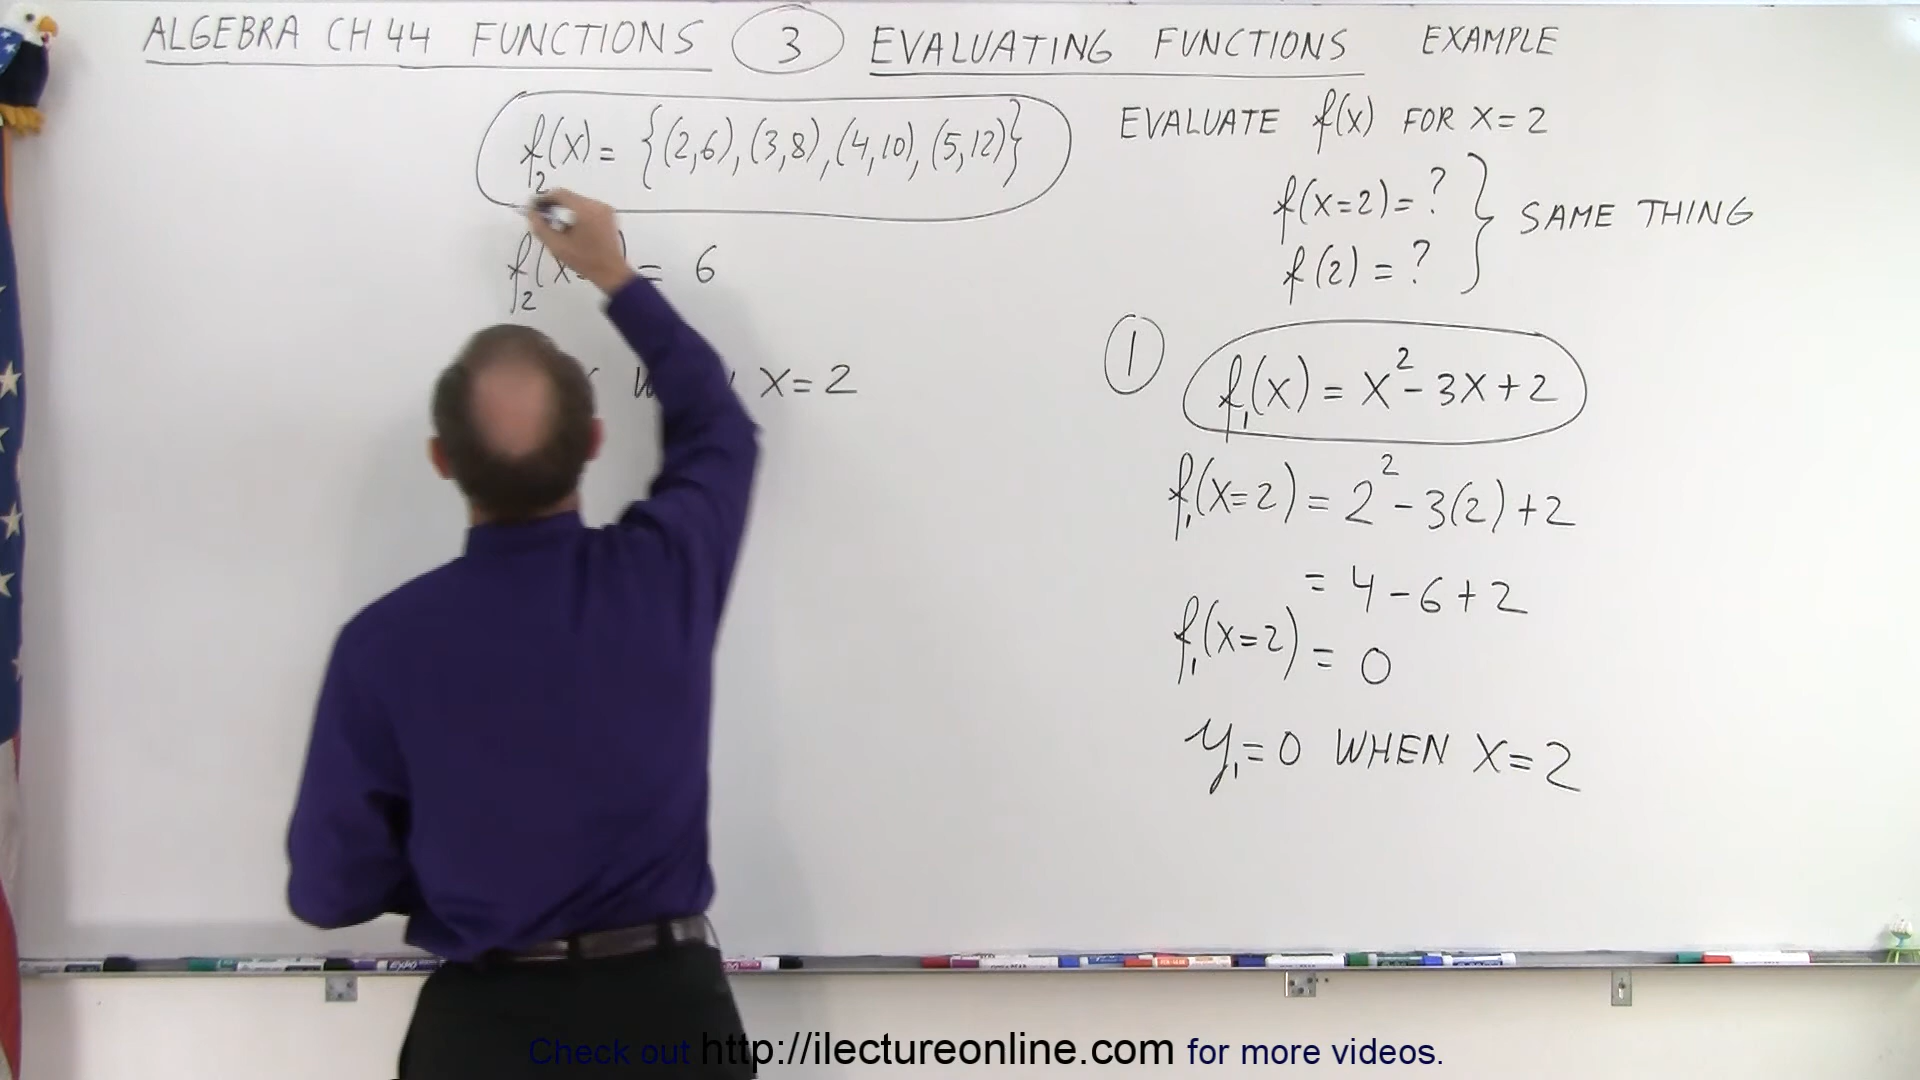 ALGEBRA CH 44 FUNCTIONS 3 EVALUATING FUNCTIONS EXAMPLE
f₂(x) = {(2,6),(3,8),(4,10),(5,12)}
f₂(x = 6
x=2
EVALUATE f(x) FOR x=2
f(x=2)=?
f(2)=?
} SAME THING
1
f₁(x) = x²-3x+2
f₁(x=2) = 2²-3(2)+2
= 4-6+2
f₁(x=2) = 0
y₁=0 WHEN x=2
Check out http://ilectureonline.com for more videos.